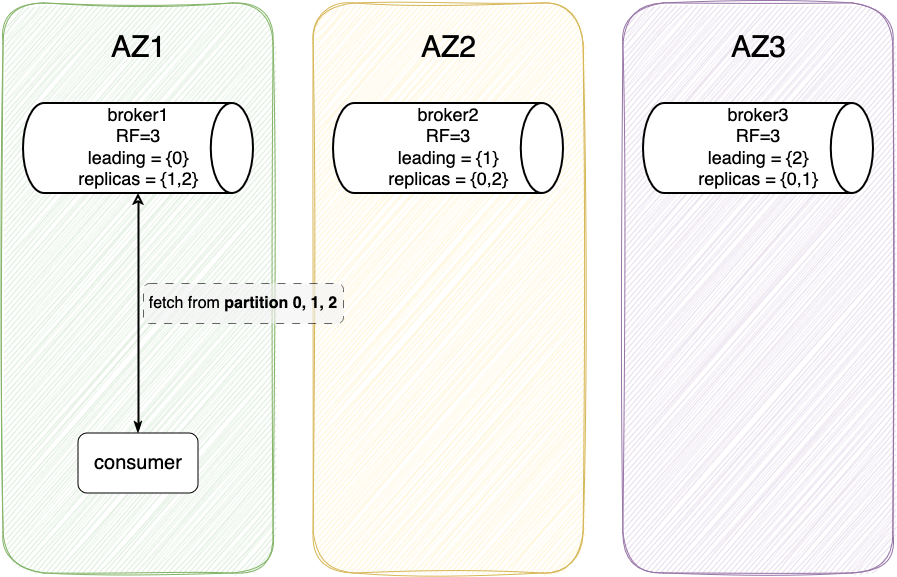 AZ1
broker1
RF=3
leading = {0}
replicas = {1,2}
fetch from partition 0, 1, 2
consumer
AZ2
broker2
RF=3
leading = {1}
replicas = {0,2}
AZ3
broker3
RF=3
leading = {2}
replicas = {0,1}